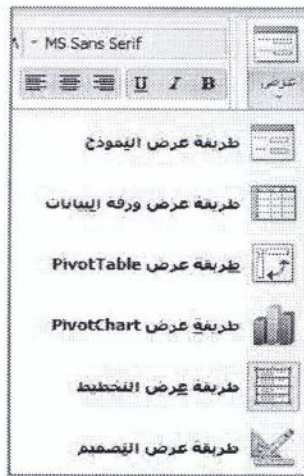 MS Sans Serif
U I B
عرض
طريقة عرض النموذج
طريقة عرض ورقة البيانات
طريقة عرض PivotTable
طريقة عرض PivotChart
طريقة عرض التخطيط
طريقة عرض التصميم